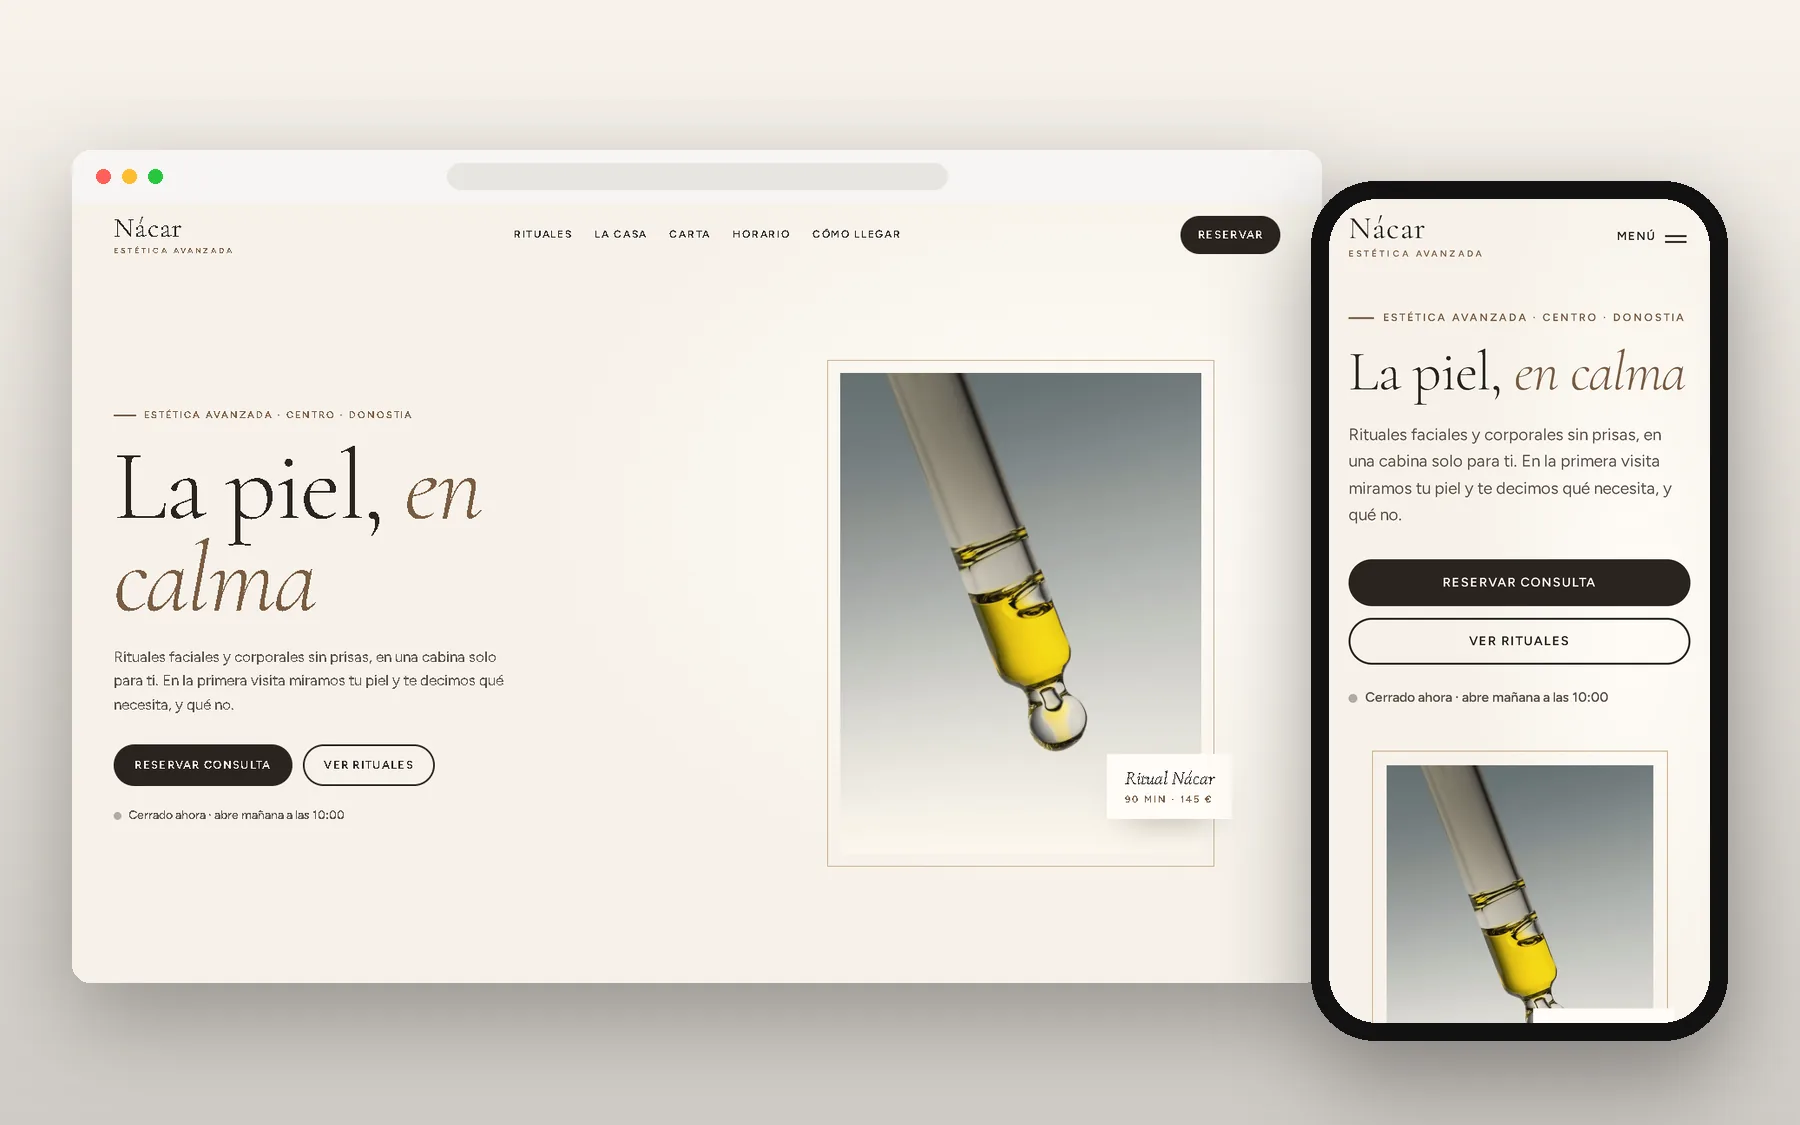 Nácar
ESTÉTICA AVANZADA
RITUALES
LA CASA
CARTA
HORARIO
CÓMO LLEGAR
RESERVAR
ESTÉTICA AVANZADA · CENTRO · DONOSTIA
La piel, en
calma
Rituales faciales y corporales sin prisas, en una cabina solo
para ti. En la primera visita miramos tu piel y te decimos qué
necesita, y qué no.
RESERVAR CONSULTA
VER RITUALES
Cerrado ahora · abre mañana a las 10:00
Ritual Nácar
90 MIN · 145 €
Nácar
ESTÉTICA AVANZADA
MENÚ
ESTÉTICA AVANZADA · CENTRO · DONOSTIA
La piel, en calma
Rituales faciales y corporales sin prisas, en
una cabina solo para ti. En la primera visita
miramos tu piel y te decimos qué necesita, y
qué no.
RESERVAR CONSULTA
VER RITUALES
Cerrado ahora · abre mañana a las 10:00